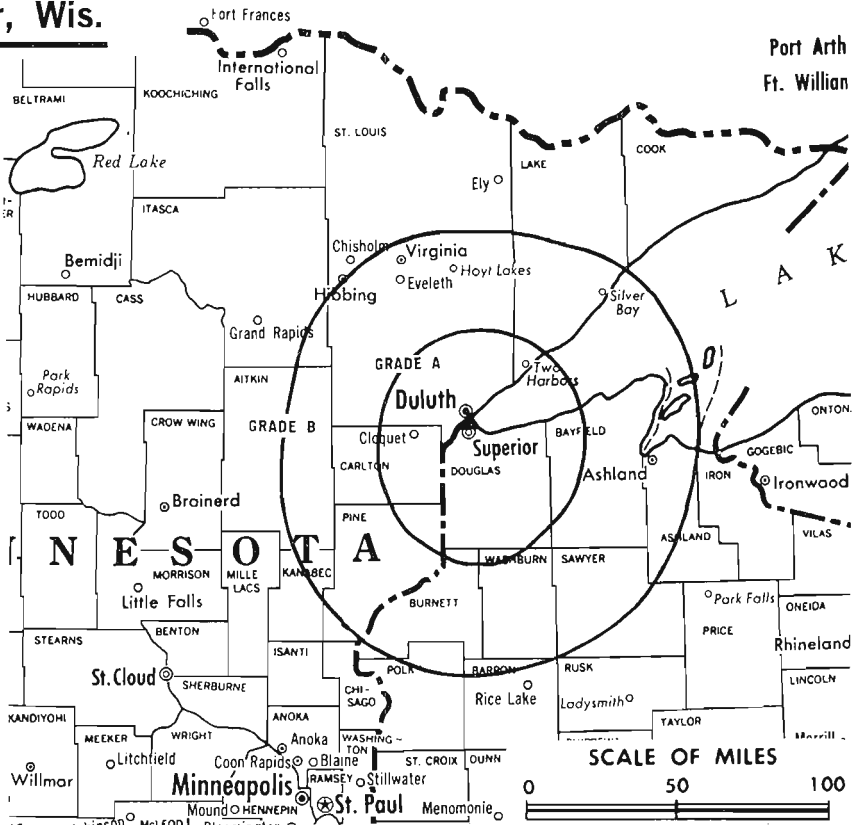 r, Wis.
Fort Frances
International
Falls
Port Arth
Ft. Willian
BELTRAMI
KOOCHICHING
ST. LOUIS
LAKE
COOK
Red Lake
Ely
ITASCA
Bemidji
Chisholm
Virginia
Hoyt Lakes
Eveleth
Hibbing
L A K
HUBBARD
CASS
Silver
Bay
Grand Rapids
GRADE A
Two
Harbors
Park
Rapids
AITKIN
Duluth
ONTON.
WADENA
CROW WING
GRADE B
Cloquet
Superior
BAYFIELD
GOGEBIC
CARLTON
DOUGLAS
Ashland
IRON
Ironwood
Brainerd
TODD
PINE
VILAS
ASHLAND
NESOTA
MORRISON
MILLE
LACS
KANABEC
WASHBURN
SAWYER
Little Falls
BURNETT
Park Falls
ONEIDA
STEARNS
BENTON
PRICE
Rhineland
ISANTI
POLK
BARRON
RUSK
St. Cloud
SHERBURNE
CHI-
SAGO
Rice Lake
Ladysmith
LINCOLN
KANDIYOHI
ANOKA
TAYLOR
MEEKER
WRIGHT
Anoka
WASHING-
TON
Litchfield
Coon Rapids
Blaine
ST. CROIX
DUNN
SCALE OF MILES
Willmar
Minneapolis
RAMSEY
Stillwater
0 50 100
Mound
HENNEPIN
St. Paul
Menomonie